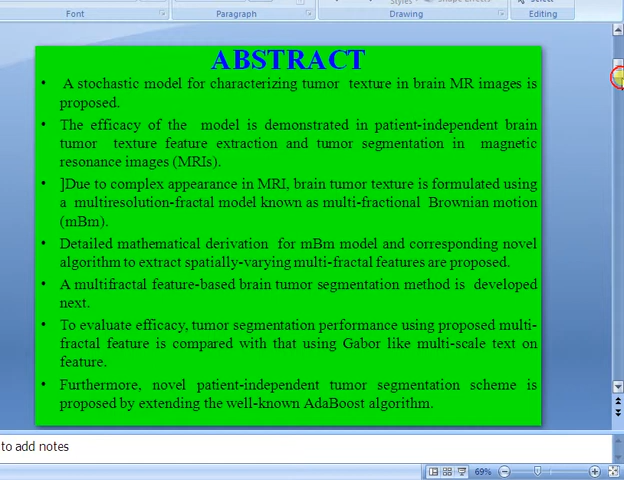 Font
Paragraph
Drawing
Editing
ABSTRACT
• A stochastic model for characterizing tumor texture in brain MR images is
proposed.
• The efficacy of the model is demonstrated in patient-independent brain
tumor texture feature extraction and tumor segmentation in magnetic
resonance images (MRIs).
• ]Due to complex appearance in MRI, brain tumor texture is formulated using
a multiresolution-fractal model known as multi-fractional Brownian motion
(mBm).
• Detailed mathematical derivation for mBm model and corresponding novel
algorithm to extract spatially-varying multi-fractal features are proposed.
• A multifractal feature-based brain tumor segmentation method is developed
next.
• To evaluate efficacy, tumor segmentation performance using proposed multi-
fractal feature is compared with that using Gabor like multi-scale text on
feature.
• Furthermore, novel patient-independent tumor segmentation scheme is
proposed by extending the well-known AdaBoost algorithm.
to add notes
69%